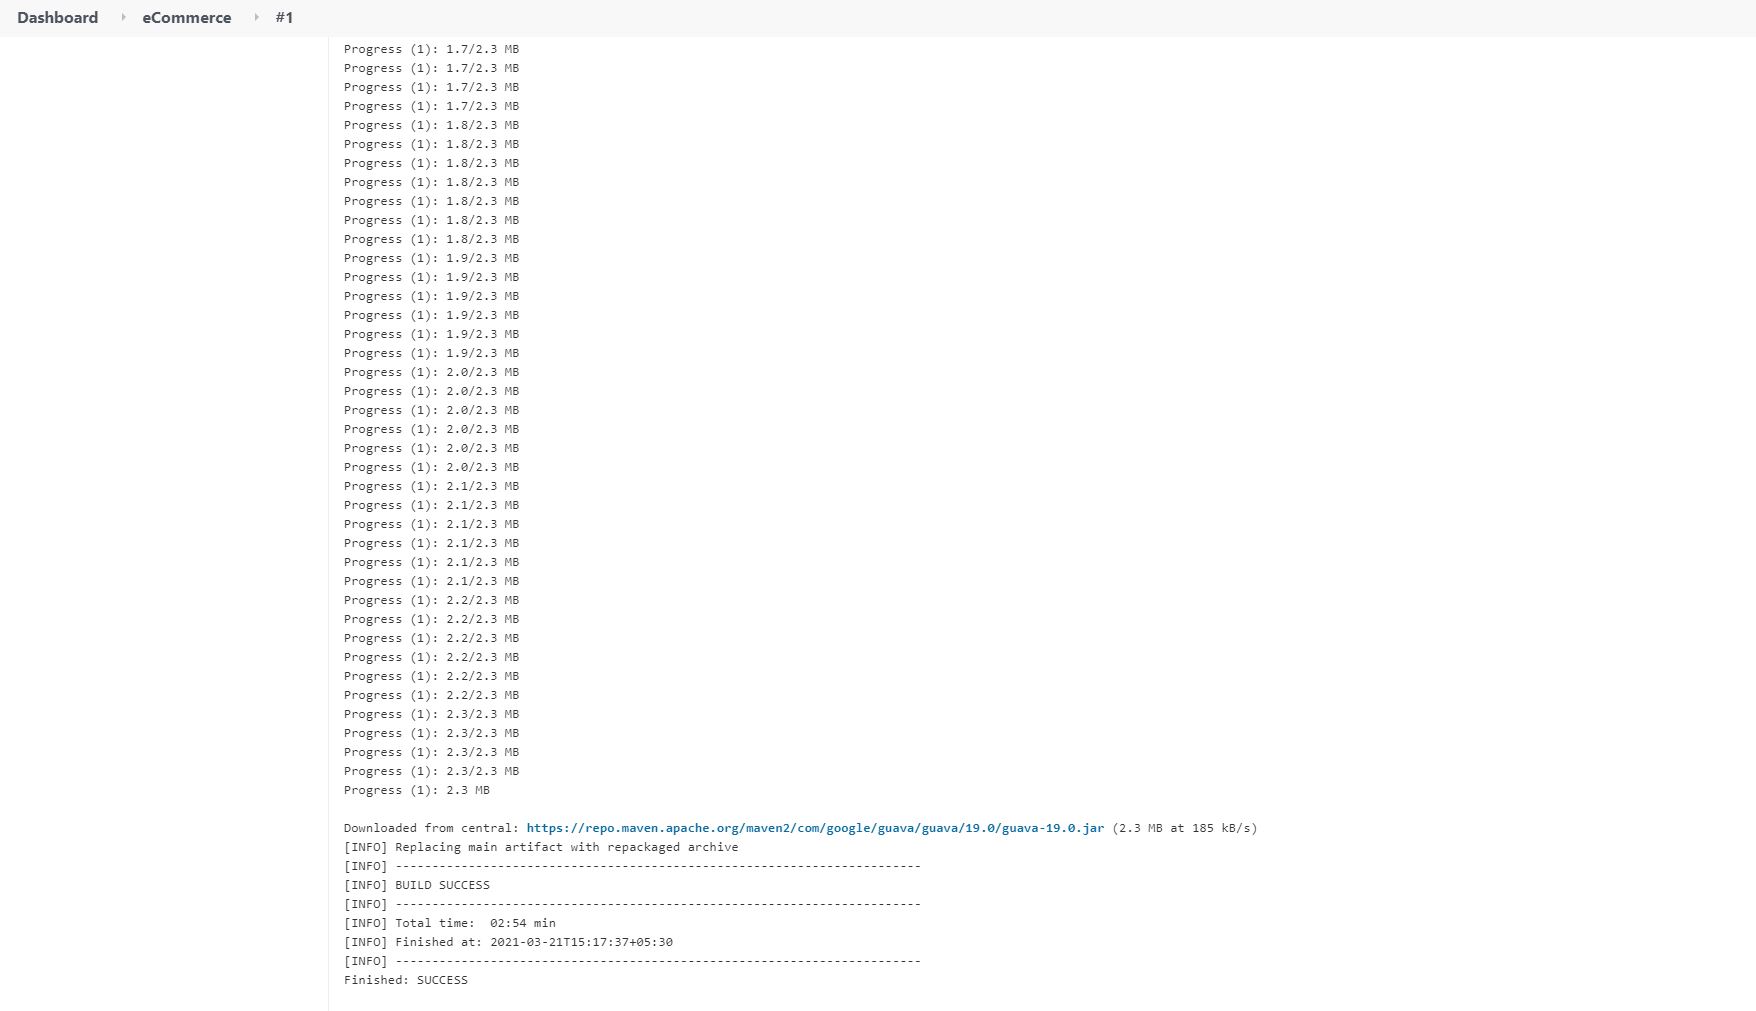 Dashboard eCommerce #1
Progress (1): 1.7/2.3 MB
Progress (1): 1.7/2.3 MB
Progress (1): 1.7/2.3 MB
Progress (1): 1.7/2.3 MB
Progress (1): 1.8/2.3 MB
Progress (1): 1.8/2.3 MB
Progress (1): 1.8/2.3 MB
Progress (1): 1.8/2.3 MB
Progress (1): 1.8/2.3 MB
Progress (1): 1.8/2.3 MB
Progress (1): 1.8/2.3 MB
Progress (1): 1.9/2.3 MB
Progress (1): 1.9/2.3 MB
Progress (1): 1.9/2.3 MB
Progress (1): 1.9/2.3 MB
Progress (1): 1.9/2.3 MB
Progress (1): 1.9/2.3 MB
Progress (1): 2.0/2.3 MB
Progress (1): 2.0/2.3 MB
Progress (1): 2.0/2.3 MB
Progress (1): 2.0/2.3 MB
Progress (1): 2.0/2.3 MB
Progress (1): 2.0/2.3 MB
Progress (1): 2.1/2.3 MB
Progress (1): 2.1/2.3 MB
Progress (1): 2.1/2.3 MB
Progress (1): 2.1/2.3 MB
Progress (1): 2.1/2.3 MB
Progress (1): 2.1/2.3 MB
Progress (1): 2.2/2.3 MB
Progress (1): 2.2/2.3 MB
Progress (1): 2.2/2.3 MB
Progress (1): 2.2/2.3 MB
Progress (1): 2.2/2.3 MB
Progress (1): 2.2/2.3 MB
Progress (1): 2.3/2.3 MB
Progress (1): 2.3/2.3 MB
Progress (1): 2.3/2.3 MB
Progress (1): 2.3/2.3 MB
Progress (1): 2.3 MB
Downloaded from central: https://repo.maven.apache.org/maven2/com/google/guava/guava/19.0/guava-19.0.jar (2.3 MB at 185 kB/s)
[INFO] Replacing main artifact with repackaged archive
[INFO] ------------------------------------------------------------------------
[INFO] BUILD SUCCESS
[INFO] ------------------------------------------------------------------------
[INFO] Total time:  02:54 min
[INFO] Finished at: 2021-03-21T15:17:37+05:30
[INFO] ------------------------------------------------------------------------
Finished: SUCCESS